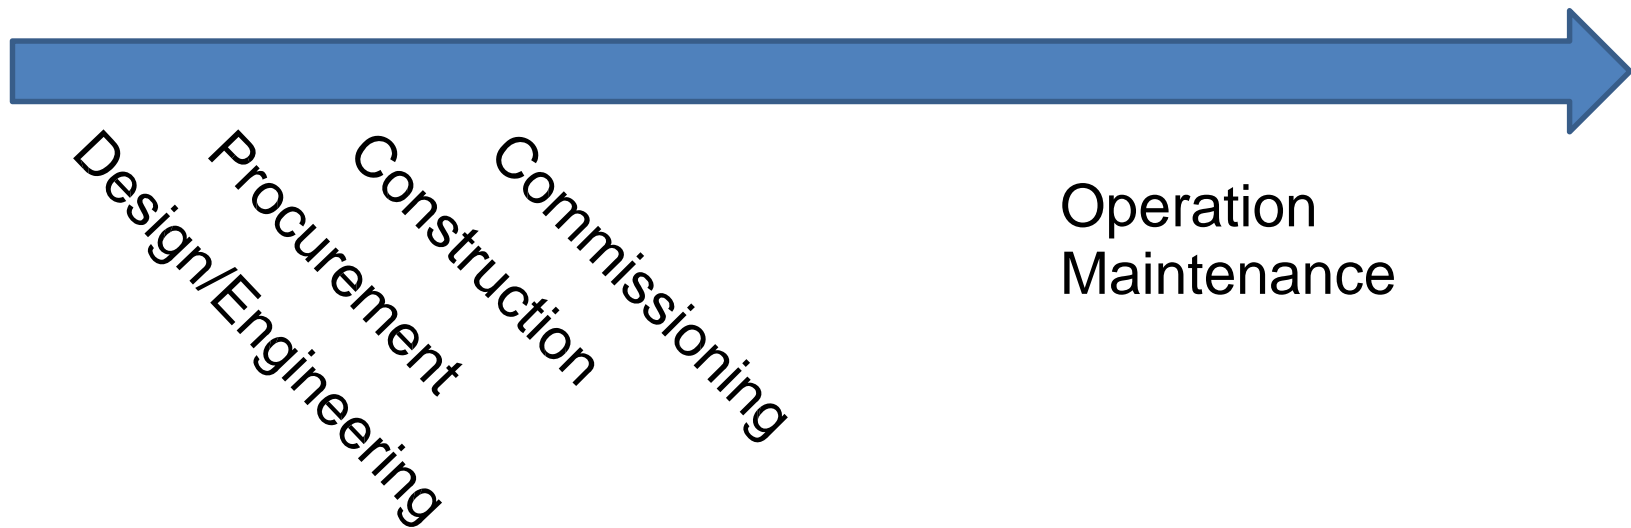 Design/Engineering
Procurement
Construction
Commissioning
Operation
Maintenance